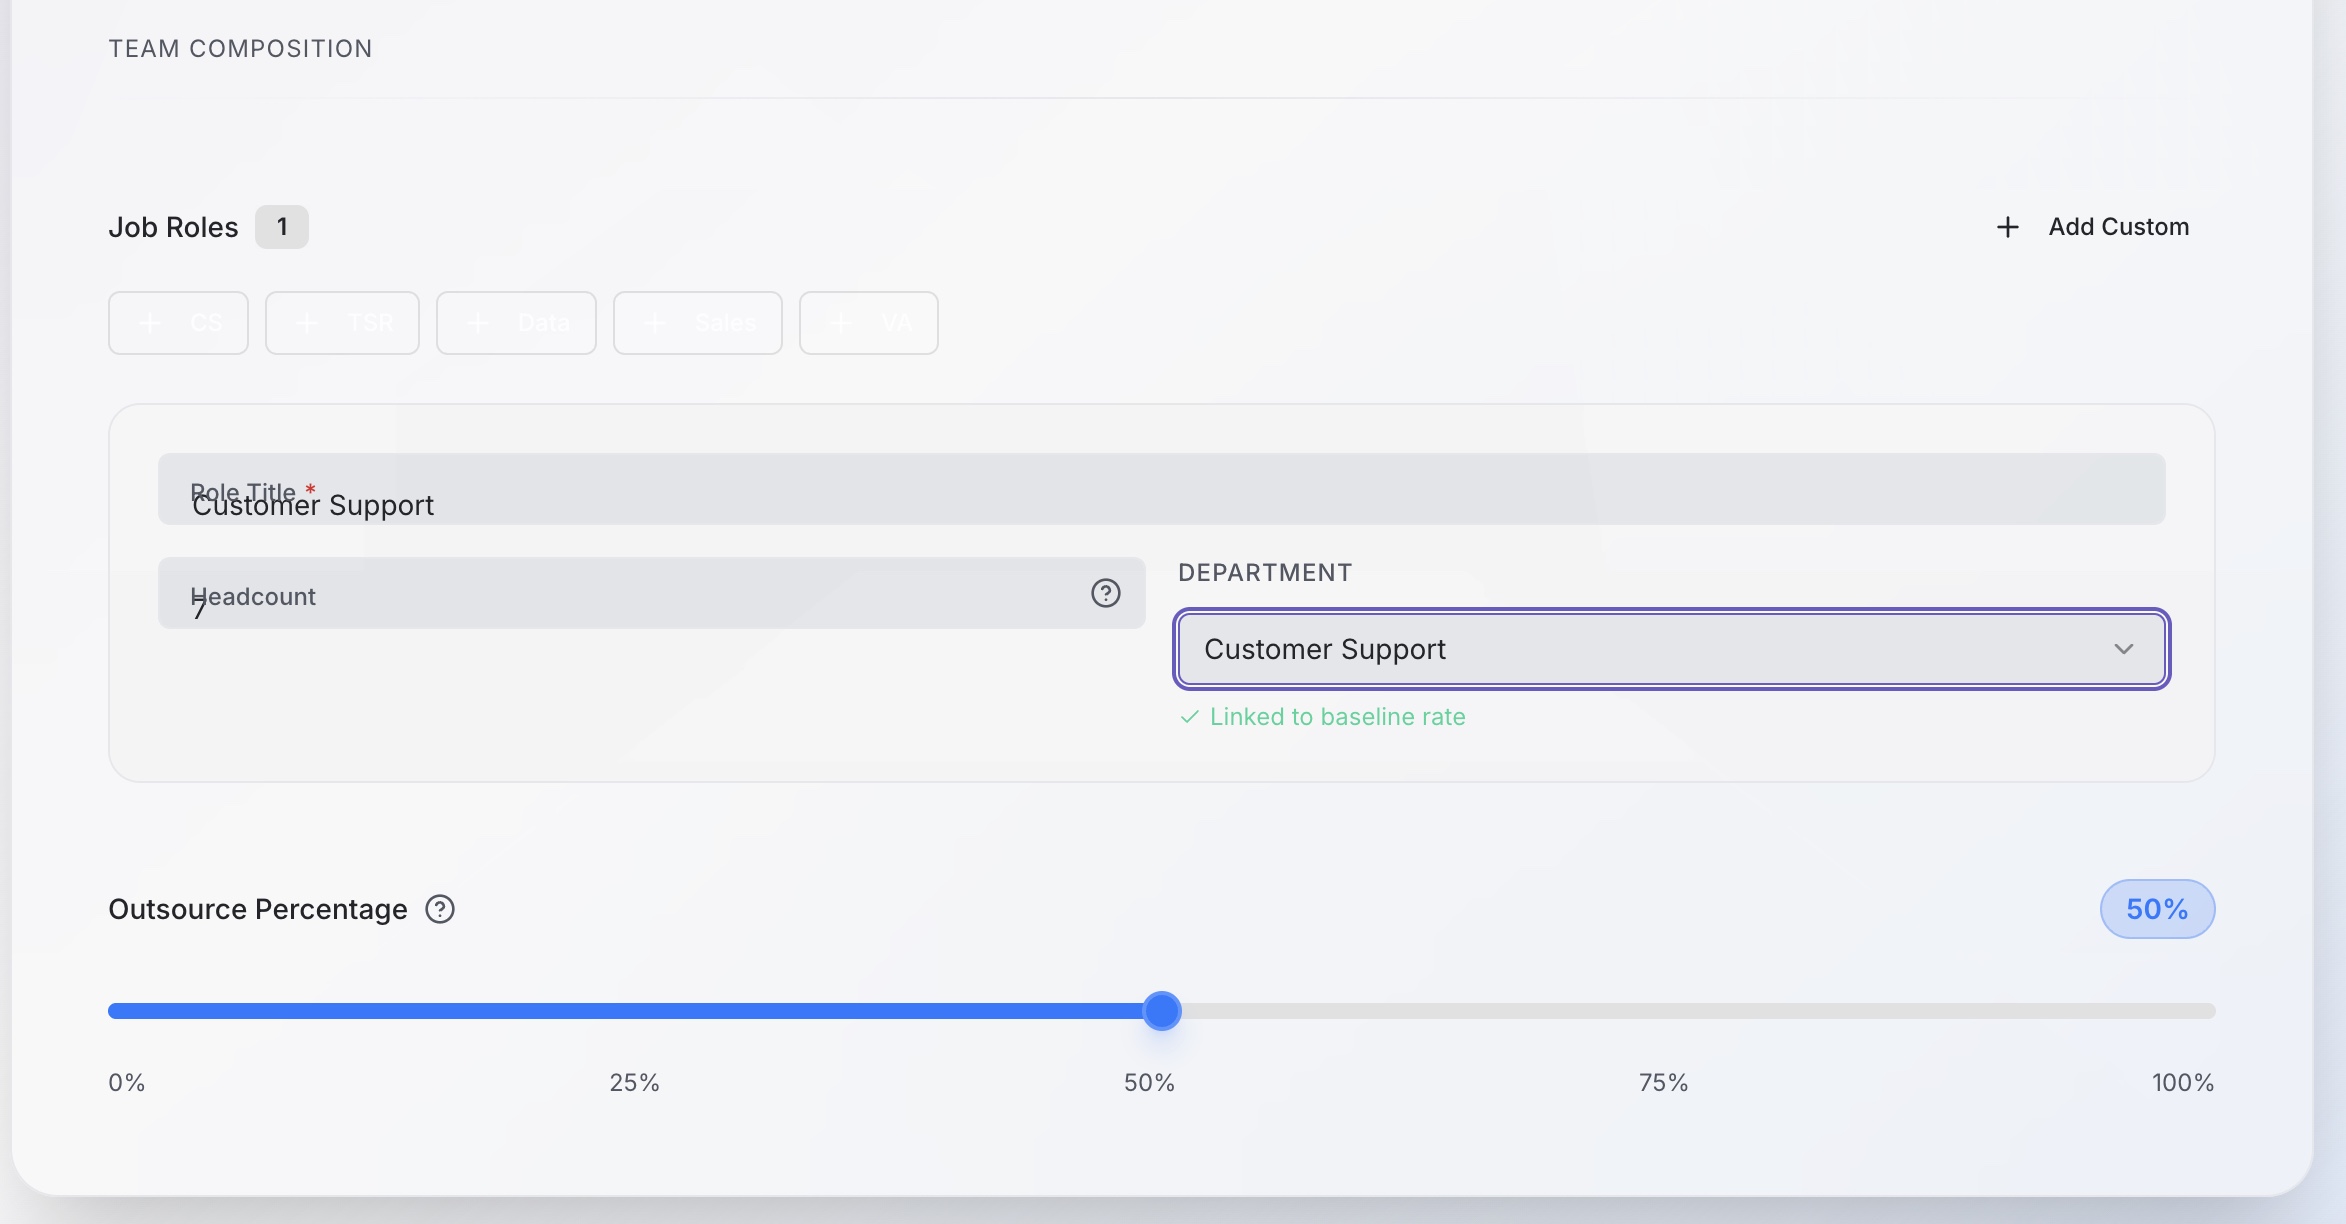 TEAM COMPOSITION
Job Roles 1
Add Custom
CS TSR Data Sales VA
Role Title *
Customer Support
Headcount
7
DEPARTMENT
Customer Support
Linked to baseline rate
Outsource Percentage
50%
0% 25% 50% 75% 100%